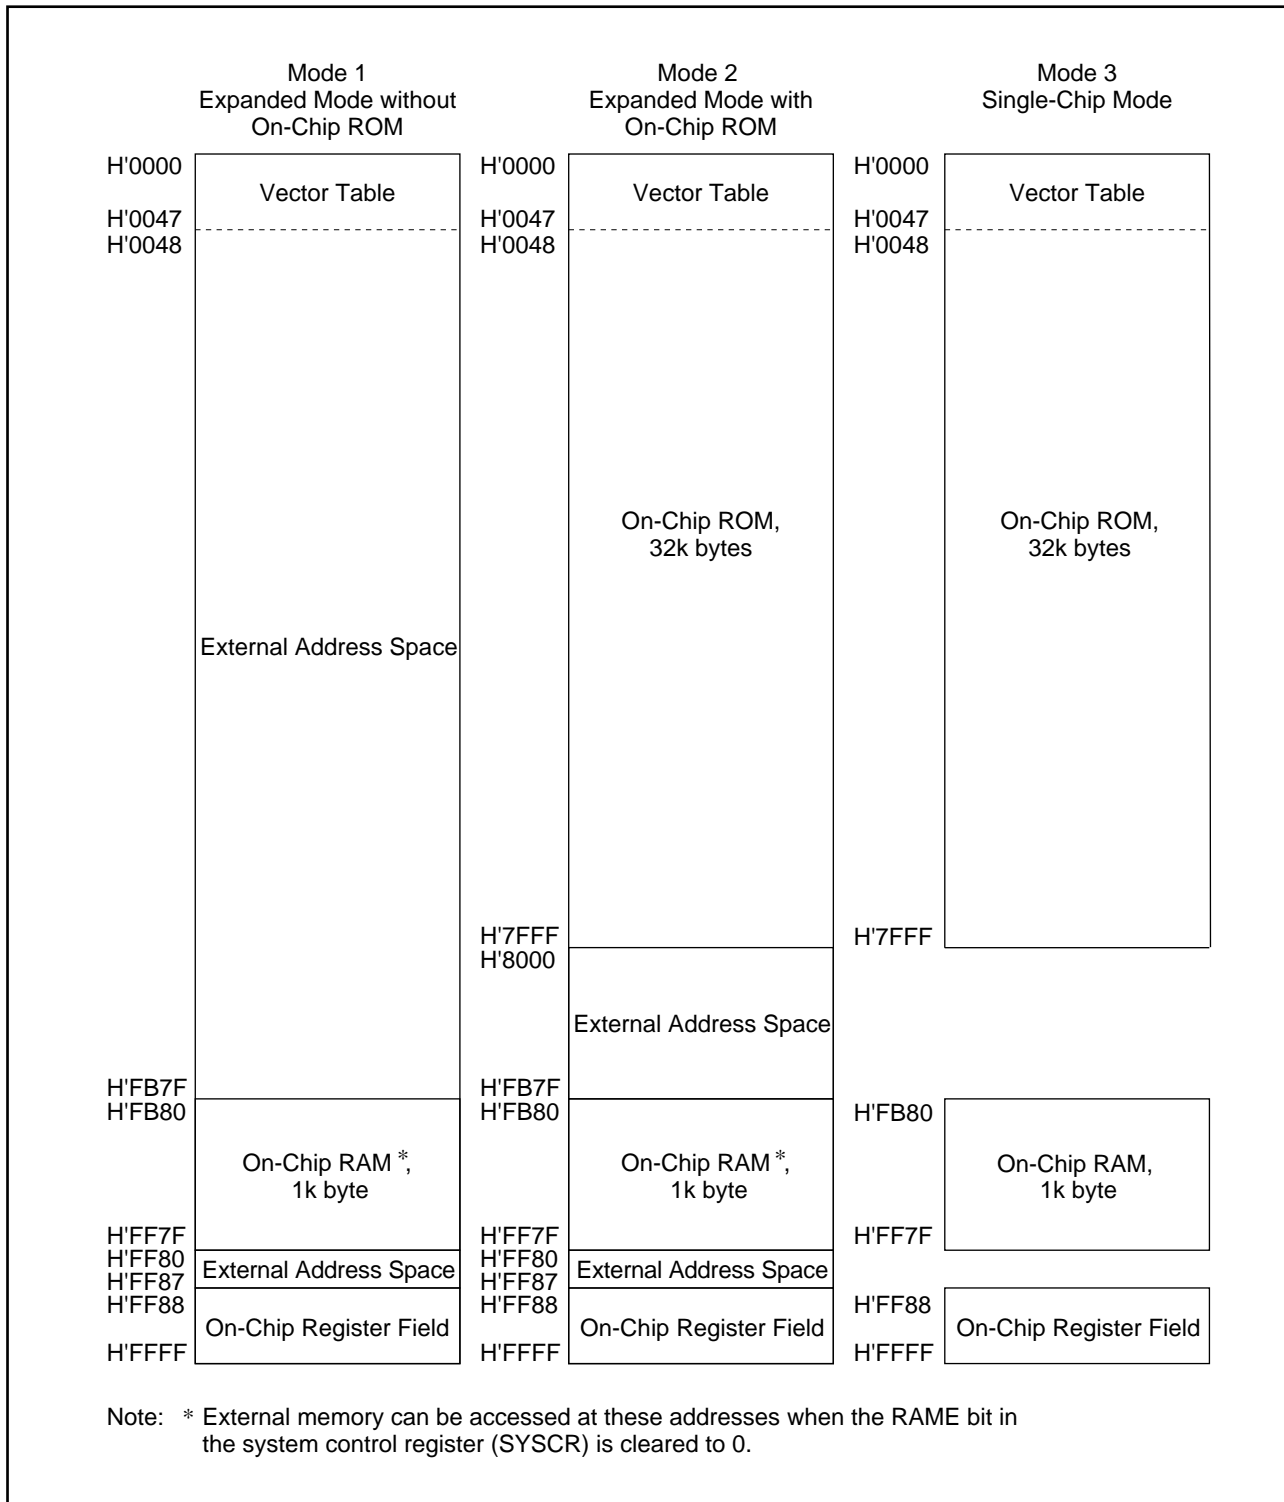 Mode 1
Expanded Mode without
On-Chip ROM
H'0000
Vector Table
H'0047
H'0048
External Address Space
H'FB7F
H'FB80
On-Chip RAM *,
1k byte
H'FF7F
H'FF80
External Address Space
H'FF87
H'FF88
On-Chip Register Field
H'FFFF
Mode 2
Expanded Mode with
On-Chip ROM
H'0000
Vector Table
H'0047
H'0048
On-Chip ROM,
32k bytes
H'7FFF
H'8000
External Address Space
H'FB7F
H'FB80
On-Chip RAM *,
1k byte
H'FF7F
H'FF80
External Address Space
H'FF87
H'FF88
On-Chip Register Field
H'FFFF
Mode 3
Single-Chip Mode
H'0000
Vector Table
H'0047
H'0048
On-Chip ROM,
32k bytes
H'7FFF
H'FB80
On-Chip RAM,
1k byte
H'FF7F
H'FF88
On-Chip Register Field
H'FFFF
Note: * External memory can be accessed at these addresses when the RAME bit in
the system control register (SYSCR) is cleared to 0.